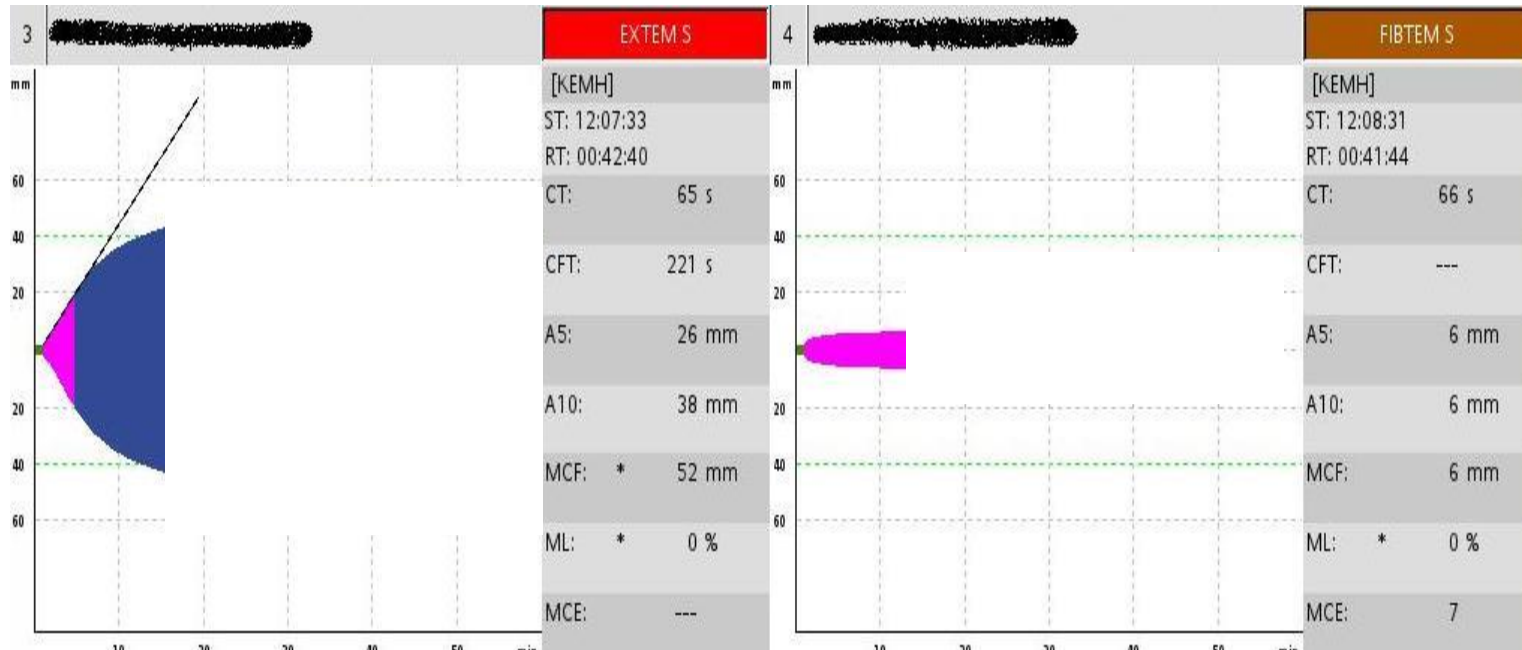 3
EXTEM S
[KEMH]
ST: 12:07:33
RT: 00:42:40
CT: 65 s
CFT: 221 s
A5: 26 mm
A10: 38 mm
MCF: * 52 mm
ML: * 0 %
MCE: ---
mm
60
40
20
20
40
60
10 20 30 40 50 min
4
FIBTEM S
[KEMH]
ST: 12:08:31
RT: 00:41:44
CT: 66 s
CFT: ---
A5: 6 mm
A10: 6 mm
MCF: 6 mm
ML: * 0 %
MCE: 7
mm
60
40
20
20
40
60
10 20 30 40 50 min